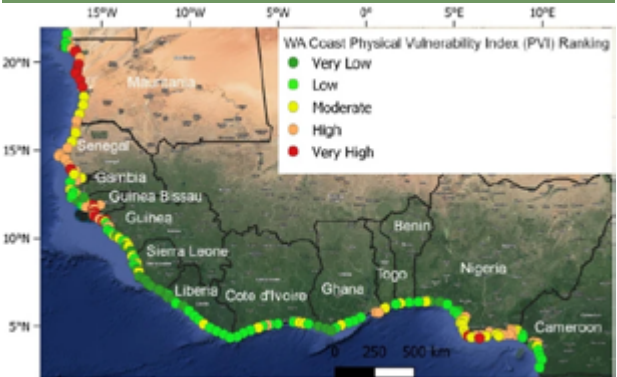 15°W 10°W 5°W 0° 5°E 10°E
WA Coast Physical Vulnerability Index (PVI) Ranking
Very Low
20°N
Low
Mauritania
Moderate
High
15°N
Senegal
Very High
Gambia
Guinea Bissau
Guinea
Benin
10°N
Sierra Leone
Nigeria
Togo
Liberia Cote d'Ivoire Ghana
5°N
Cameroon
0 250 500 km